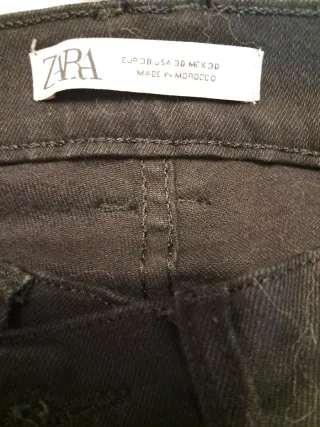 ZARA
EUR 38 USA 30 MEX 30
MADE IN MOROCCO